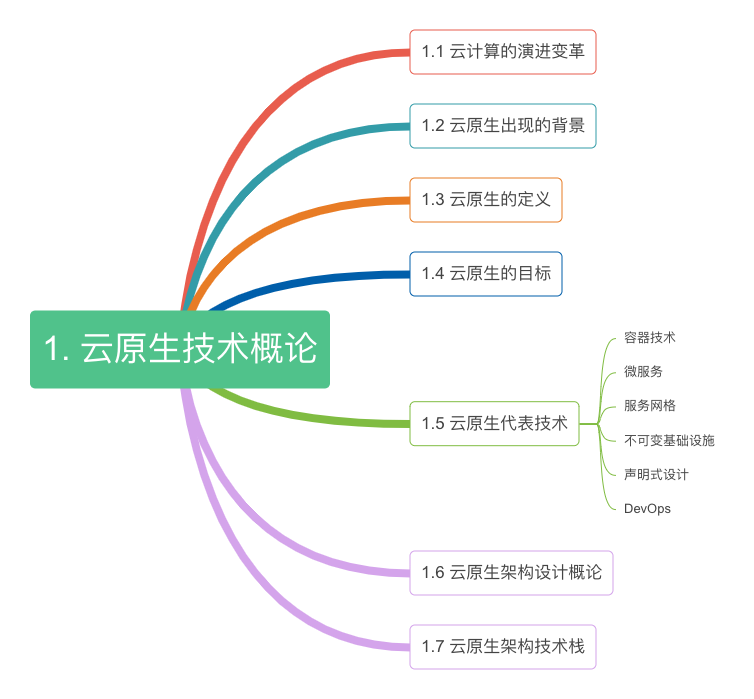 1. 云原生技术概论
1.1 云计算的演进变革
1.2 云原生出现的背景
1.3 云原生的定义
1.4 云原生的目标
1.5 云原生代表技术
容器技术
微服务
服务网格
不可变基础设施
声明式设计
DevOps
1.6 云原生架构设计概论
1.7 云原生架构技术栈